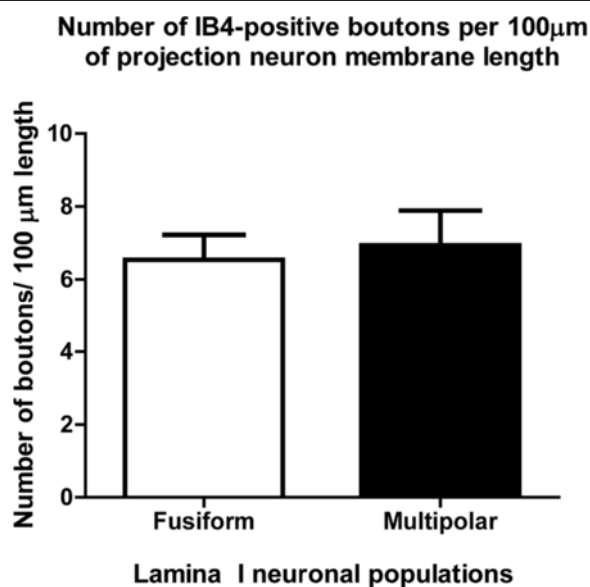 Number of IB4-positive boutons per 100μm
of projection neuron membrane length
Number of boutons/ 100 μm length
10
8
6
4
2
0
Fusiform
Multipolar
Lamina I neuronal populations